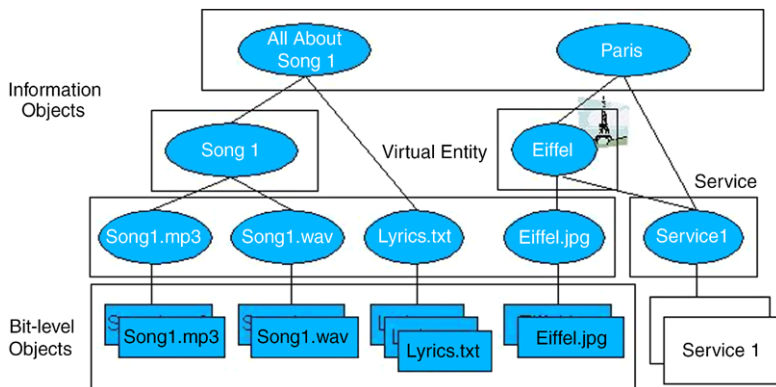 All About
Song 1
Paris
Information
Objects
Song 1
Virtual Entity
Eiffel
Service
Song1.mp3
Song1.wav
Lyrics.txt
Eiffel.jpg
Service1
Bit-level
Objects
Song1.mp3
Song1.wav
Lyrics.txt
Eiffel.jpg
Service 1